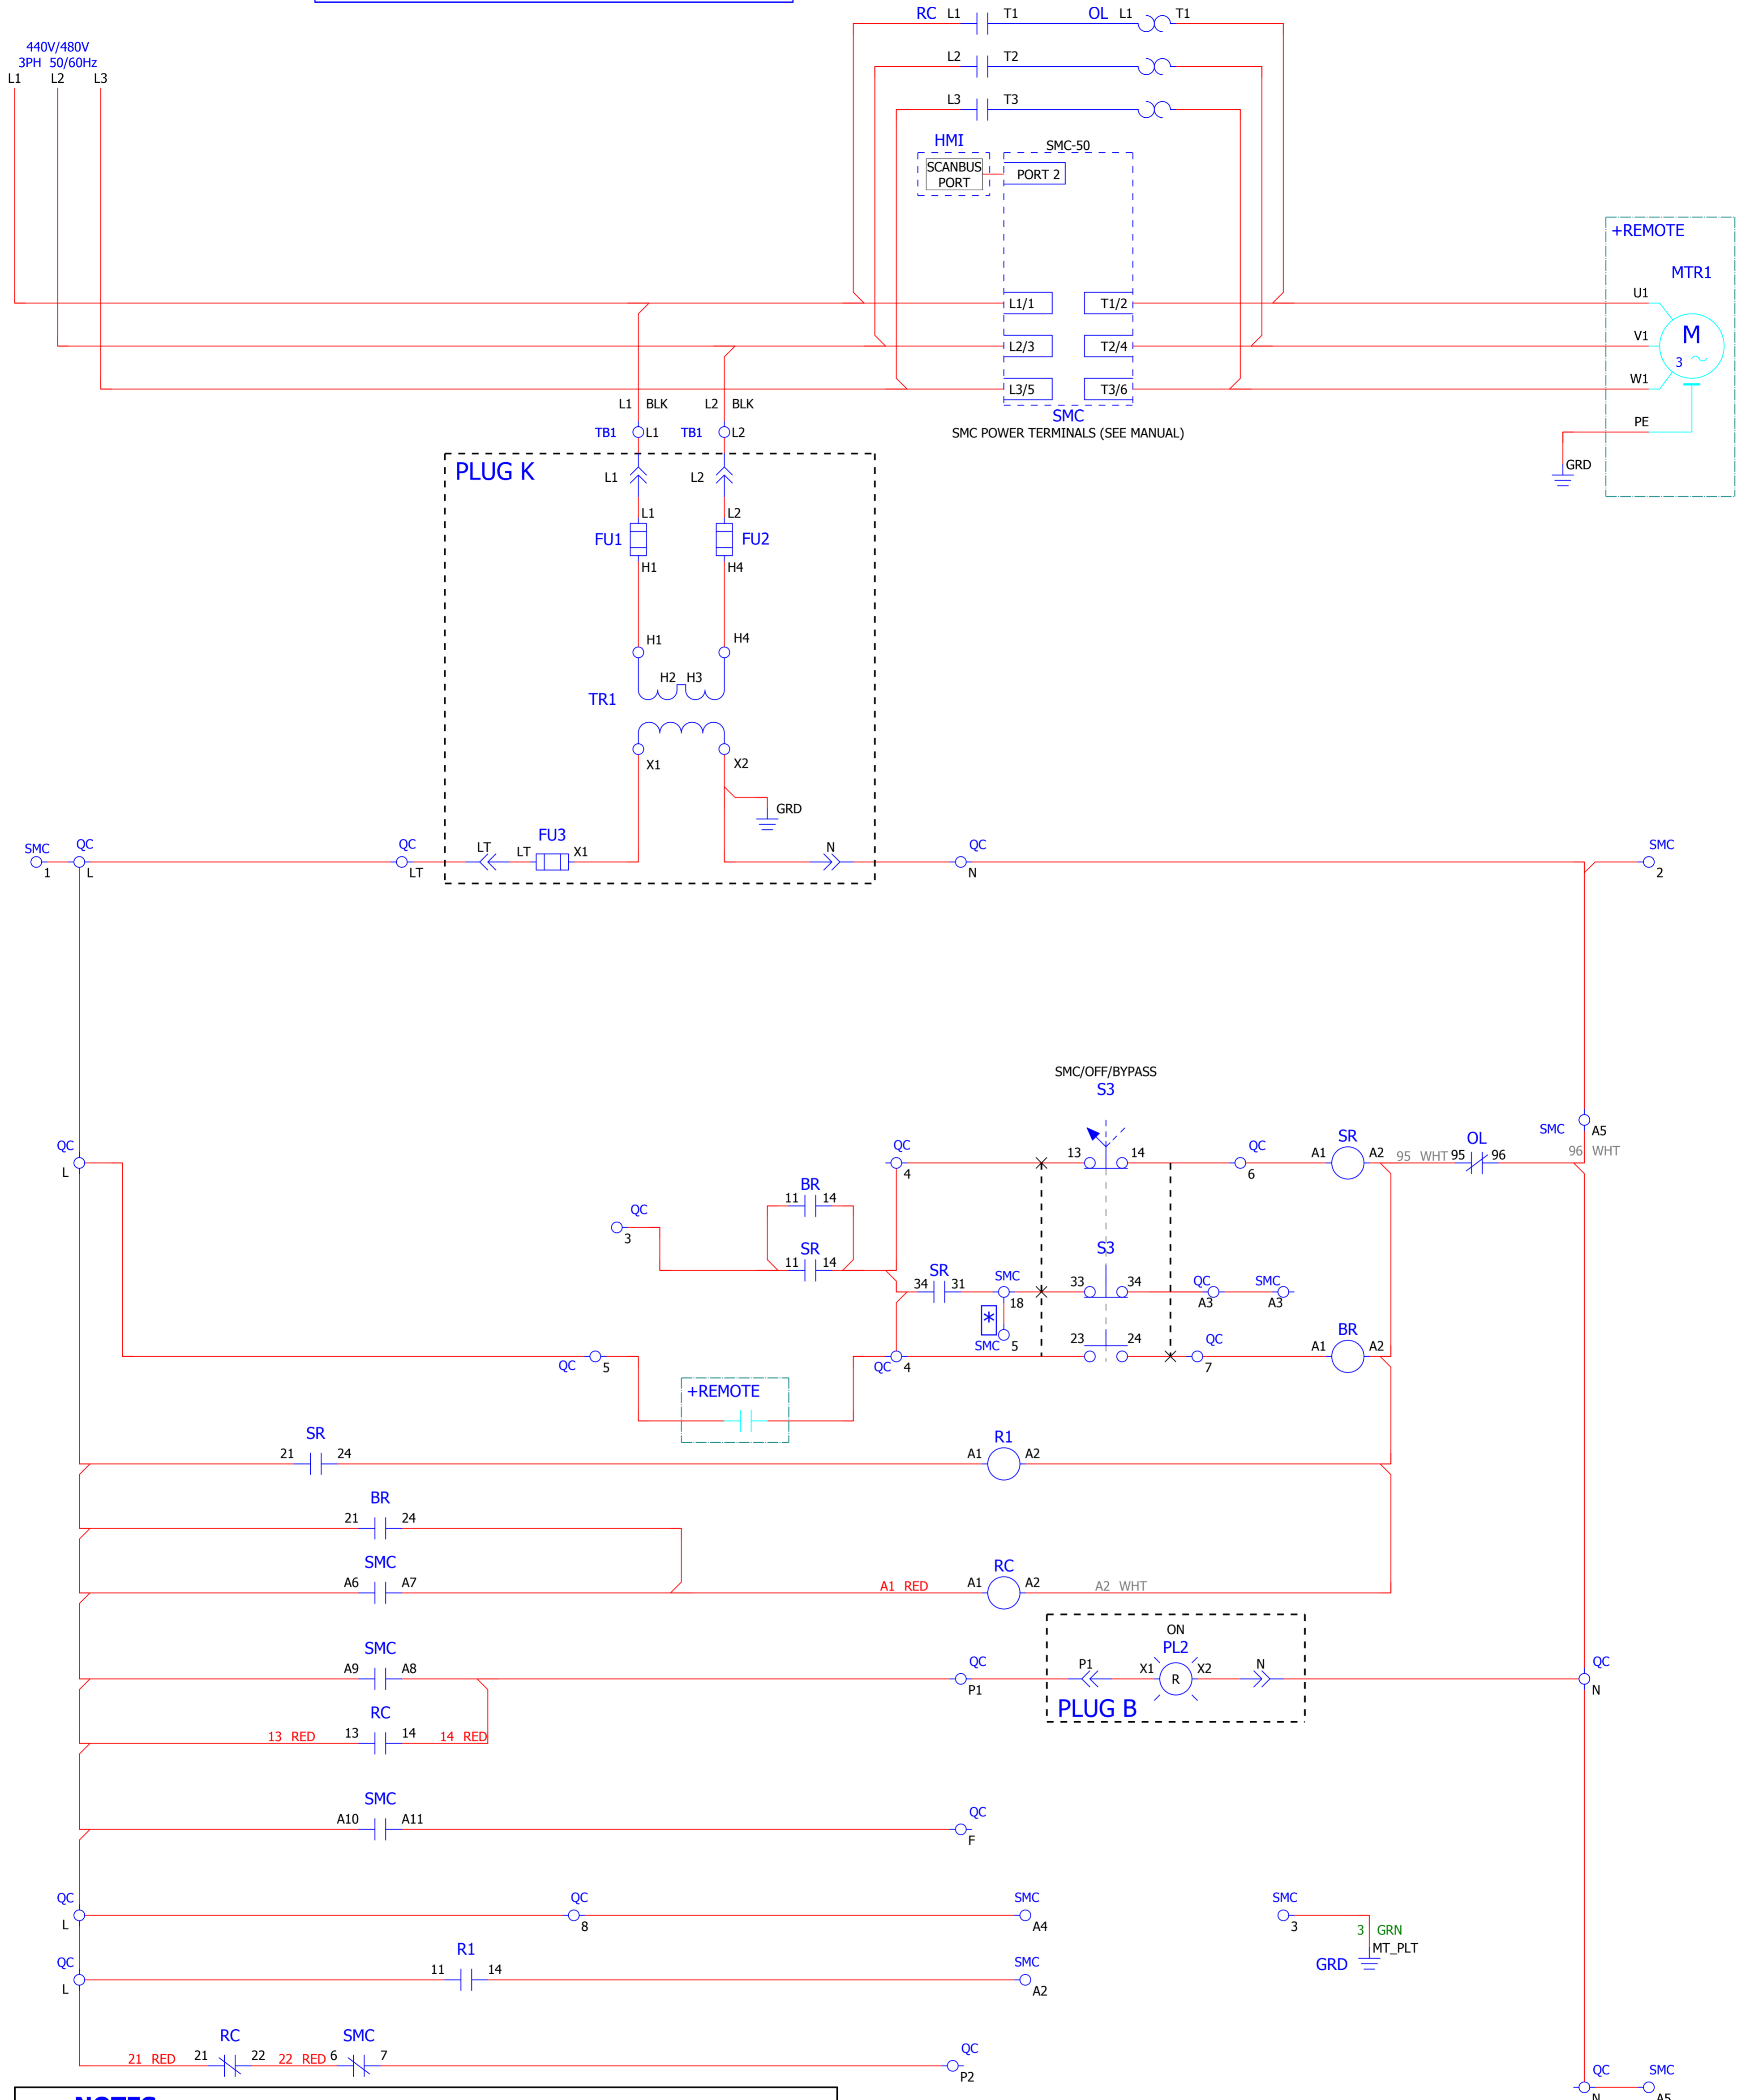 RC L1 T1 OL L1 T1
440V/480V
3PH 50/60Hz
L1 L2 L3
L2 T2
L3 T3
HMI
SMC-50
SCANBUS
PORT
PORT 2
+REMOTE
MTR1
L1/1 T1/2 U1
L2/3 T2/4 V1
M
3
L3/5 T3/6 W1
L1 BLK L2 BLK
SMC
SMC POWER TERMINALS (SEE MANUAL)
PE
TB1 L1 TB1 L2
GRD
PLUG K
L1 L2
L1 L2
FU1 FU2
H1 H4
H1 H4
H2 H3
TR1
X1 X2
GRD
SMC QC QC FU3 QC SMC
LT LT X1 N
1 L LT N 2
SMC/OFF/BYPASS
S3
SMC A5
QC QC 13 14 QC SR OL
A1 A2 95 WHT 95 96 96 WHT
L 4 6
BR
11 14
QC
3
SR
11 14
S3
SR
34 31
SMC 33 34 QC SMC
18 A3 A3
*
SMC 5
23 24 QC BR
A1 A2
QC 5 QC 4 7
+REMOTE
SR
21 24
R1
A1 A2
BR
21 24
SMC
A6 A7
RC
A1 RED A1 A2 A2 WHT
ON
PL2
SMC
A9 A8
QC P1 X1 R X2 N QC
P1 N
PLUG B
RC
13 RED 13 14 14 RED
SMC
A10 A11
QC
F
QC QC SMC SMC
L 8 A4 3
3 GRN
MT_PLT
GRD
QC R1 SMC
11 14
L A2
RC SMC
21 RED 21 22 22 RED 6 7
QC
P2
QC SMC
N A5
NOTES